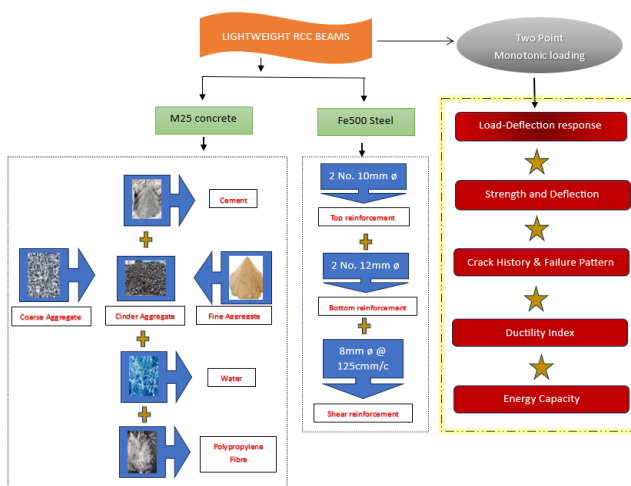 LIGHTWEIGHT RCC BEAMS
Two Point
Monotonic loading
M25 concrete
Fe500 Steel
Load-Deflection response
Strength and Deflection
Crack History & Failure Pattern
Ductility Index
Energy Capacity
Cement
Coarse Aggregate
Cinder Aggregate
Fine Aggregate
Water
Polypropylene
Fibre
2 No. 10mm ø
Top reinforcement
2 No. 12mm ø
Bottom reinforcement
8mm ø @
125cmm/c
Shear reinforcement